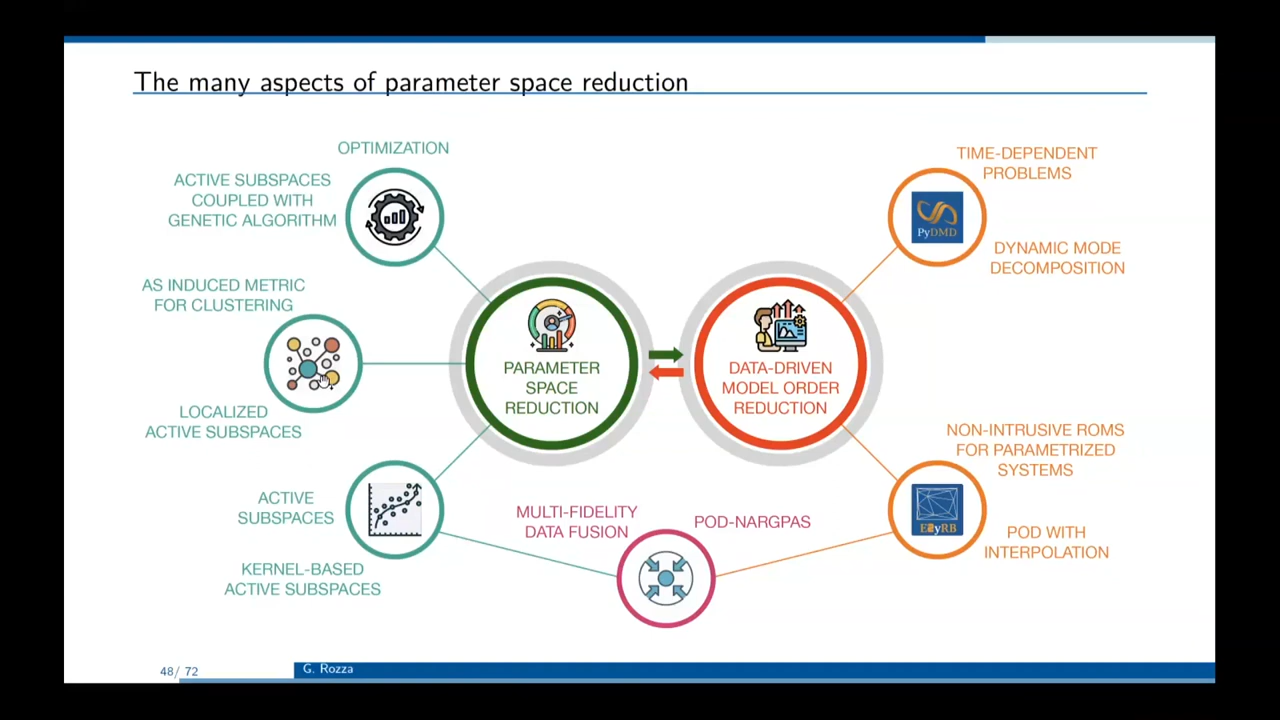 The many aspects of parameter space reduction
OPTIMIZATION
ACTIVE SUBSPACES
COUPLED WITH
GENETIC ALGORITHM
AS INDUCED METRIC
FOR CLUSTERING
LOCALIZED
ACTIVE SUBSPACES
ACTIVE
SUBSPACES
KERNEL-BASED
ACTIVE SUBSPACES
PARAMETER
SPACE
REDUCTION
DATA-DRIVEN
MODEL ORDER
REDUCTION
MULTI-FIDELITY
DATA FUSION
POD-NARGPAS
TIME-DEPENDENT
PROBLEMS
PyDMD
DYNAMIC MODE
DECOMPOSITION
NON-INTRUSIVE ROMS
FOR PARAMETRIZED
SYSTEMS
EZyRB
POD WITH
INTERPOLATION
48/ 72
G. Rozza